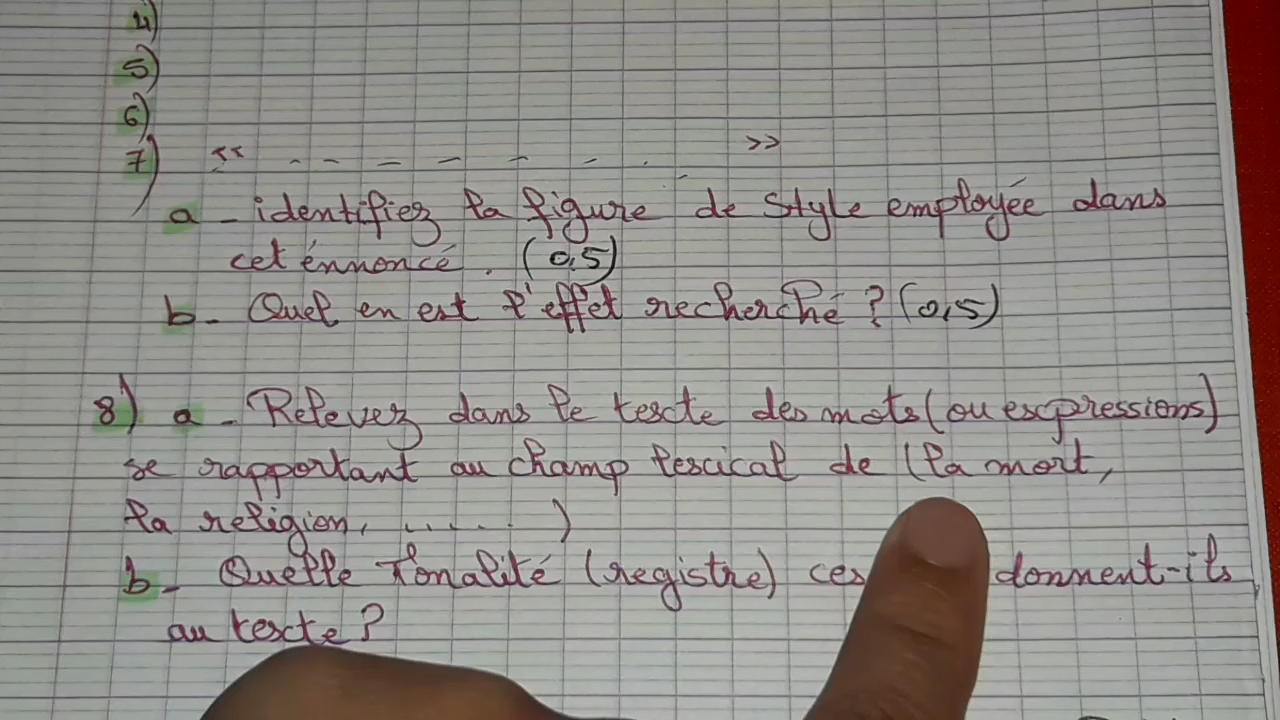 4)
5)
6)
7) << - - - - - - . - >>
a - identifiez la figure de style employée dans
cet énnoncé. (0,5)
b - Quel en est l'effet recherché ? (0,5)
8) a - Relevez dans le texte des mots (ou expressions)
se rapportant au champ lexical de (la mort,
la religion, ......)
b - Quelle Tonalité (registre) ces donnent-ils
au texte ?